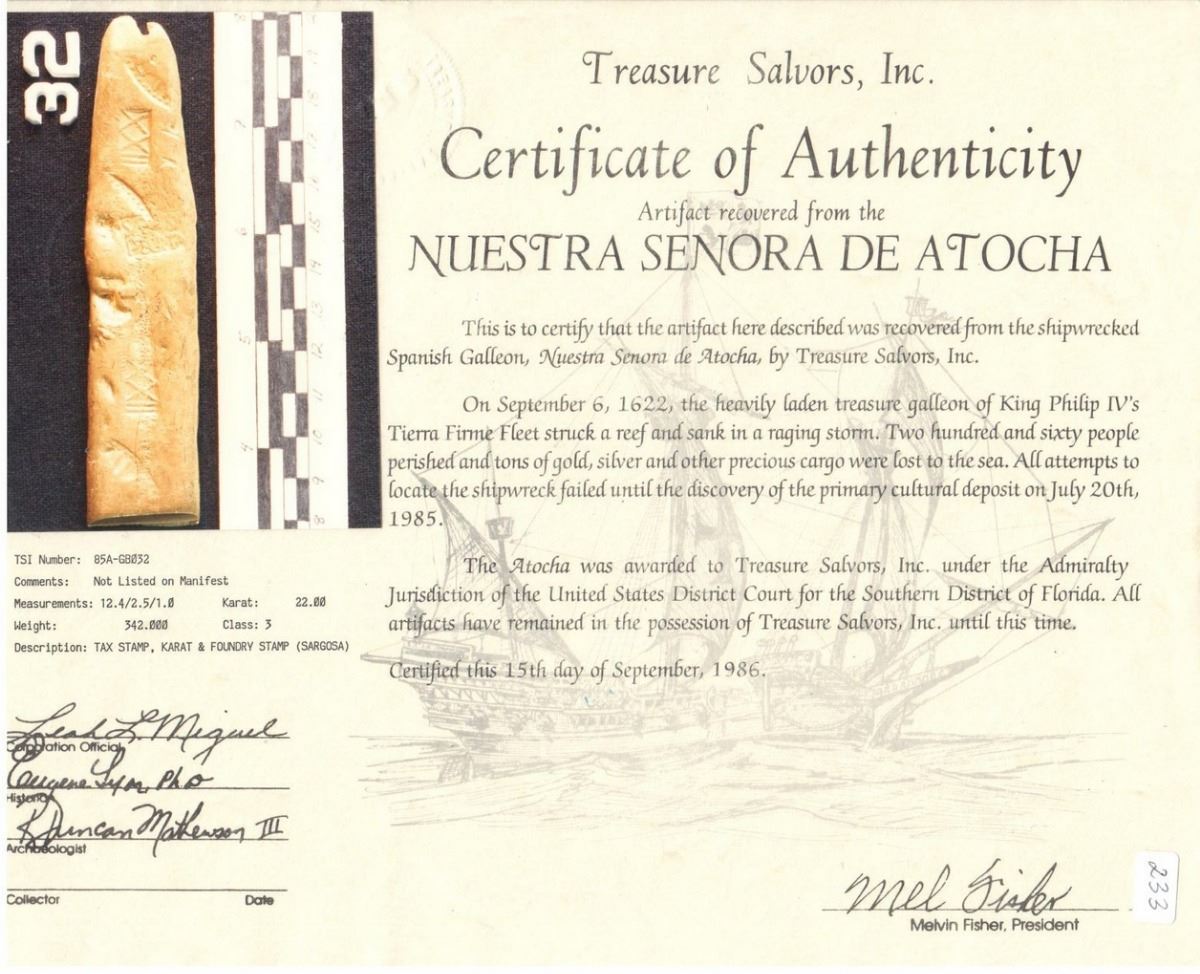 32
Treasure Salvors, Inc.
Certificate of Authenticity
Artifact recovered from the
NUESTRA SENORA DE ATOCHA
This is to certify that the artifact here described was recovered from the shipwrecked
Spanish Galleon, Nuestra Senora de Atocha, by Treasure Salvors, Inc.
On September 6, 1622, the heavily laden treasure galleon of King Philip IV's
Tierra Firme Fleet struck a reef and sank in a raging storm. Two hundred and sixty people
perished and tons of gold, silver and other precious cargo were lost to the sea. All attempts to
locate the shipwreck failed until the discovery of the primary cultural deposit on July 20th,
1985.
The Atocha was awarded to Treasure Salvors, Inc. under the Admiralty
Jurisdiction of the United States District Court for the Southern District of Florida. All
artifacts have remained in the possession of Treasure Salvors, Inc. until this time.
Certified this 15th day of September, 1986.
TSI Number: 85A-GB032
Comments: Not Listed on Manifest
Measurements: 12.4/2.5/1.0 Karat: 22.00
Weight: 342.000 Class: 3
Description: TAX STAMP, KARAT & FOUNDRY STAMP (SARGOSA)
Leah L. Miguel
Corporation Official
Eugene Lyon, PhD
Historian
R Duncan Mathewson III
Archaeologist
Collector Date
Mel Fisher
Melvin Fisher, President
233